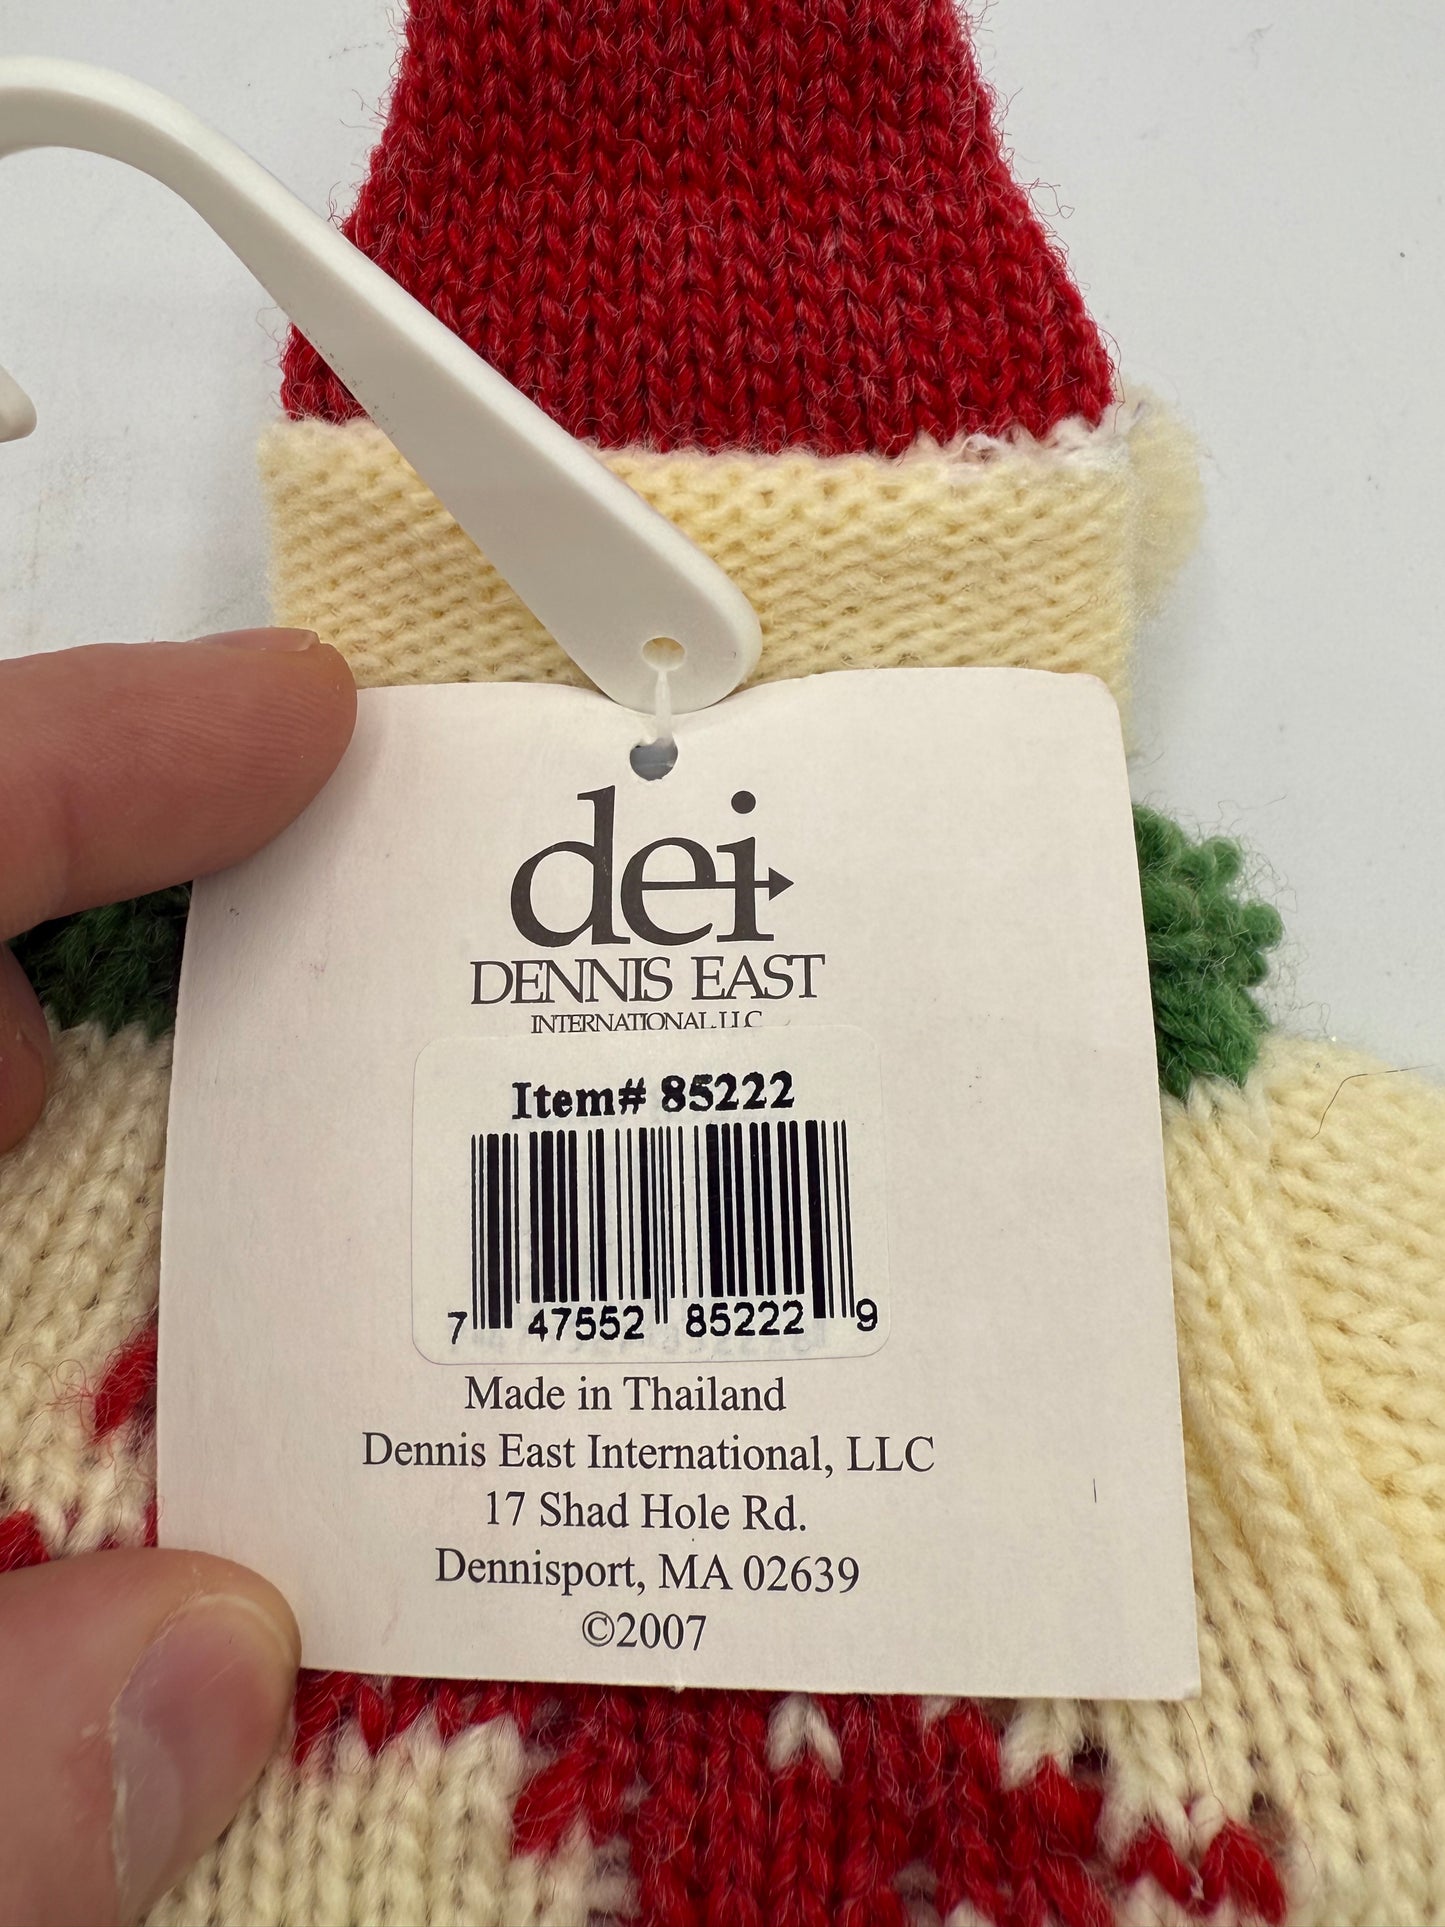 dei
DENNIS EAST
INTERNATIONAL, LLC
Item# 85222
7 47552 85222 9
Made in Thailand
Dennis East International, LLC
17 Shad Hole Rd.
Dennisport, MA 02639
©2007